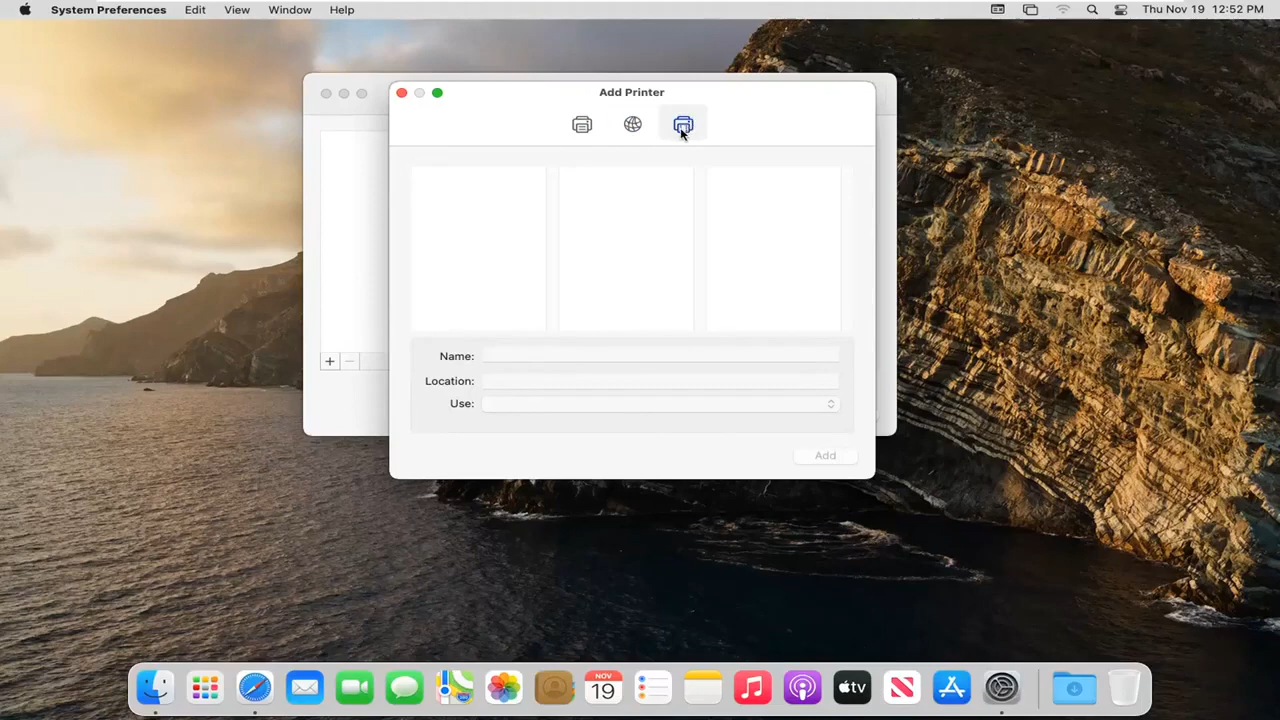 System Preferences Edit View Window Help Thu Nov 19 12:52 PM
Add Printer
Name:
Location:
Use:
Add
NOV
19
tv